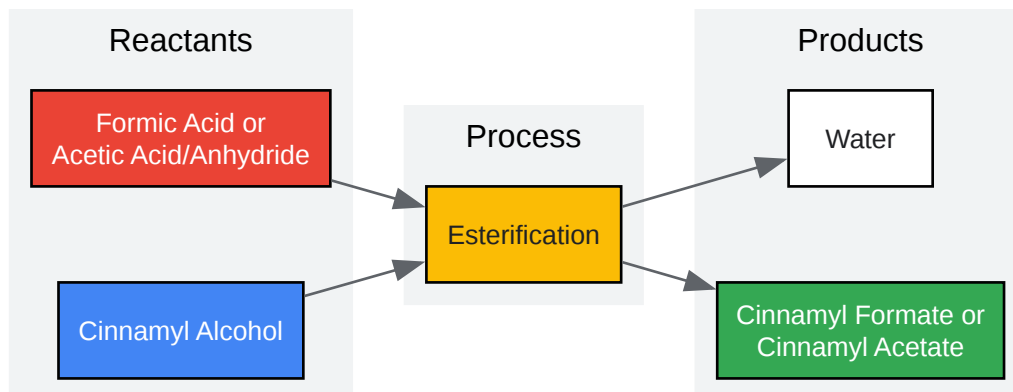 Reactants
Formic Acid or
Acetic Acid/Anhydride
Cinnamyl Alcohol
Process
Esterification
Products
Water
Cinnamyl Formate or
Cinnamyl Acetate